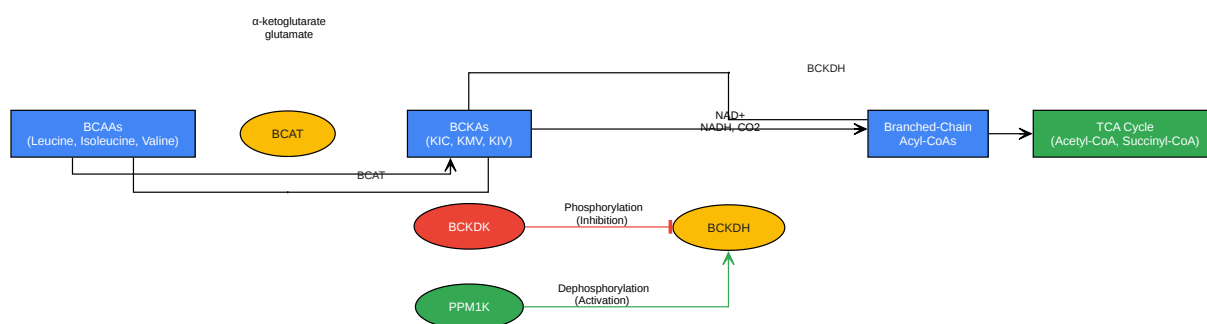 α-ketoglutarate
glutamate
BCKDH
BCAAs
(Leucine, Isoleucine, Valine)
BCAT
BCKAs
(KIC, KMV, KIV)
NAD+
NADH, CO2
Branched-Chain
Acyl-CoAs
TCA Cycle
(Acetyl-CoA, Succinyl-CoA)
BCAT
BCKDK
Phosphorylation
(Inhibition)
BCKDH
PPM1K
Dephosphorylation
(Activation)